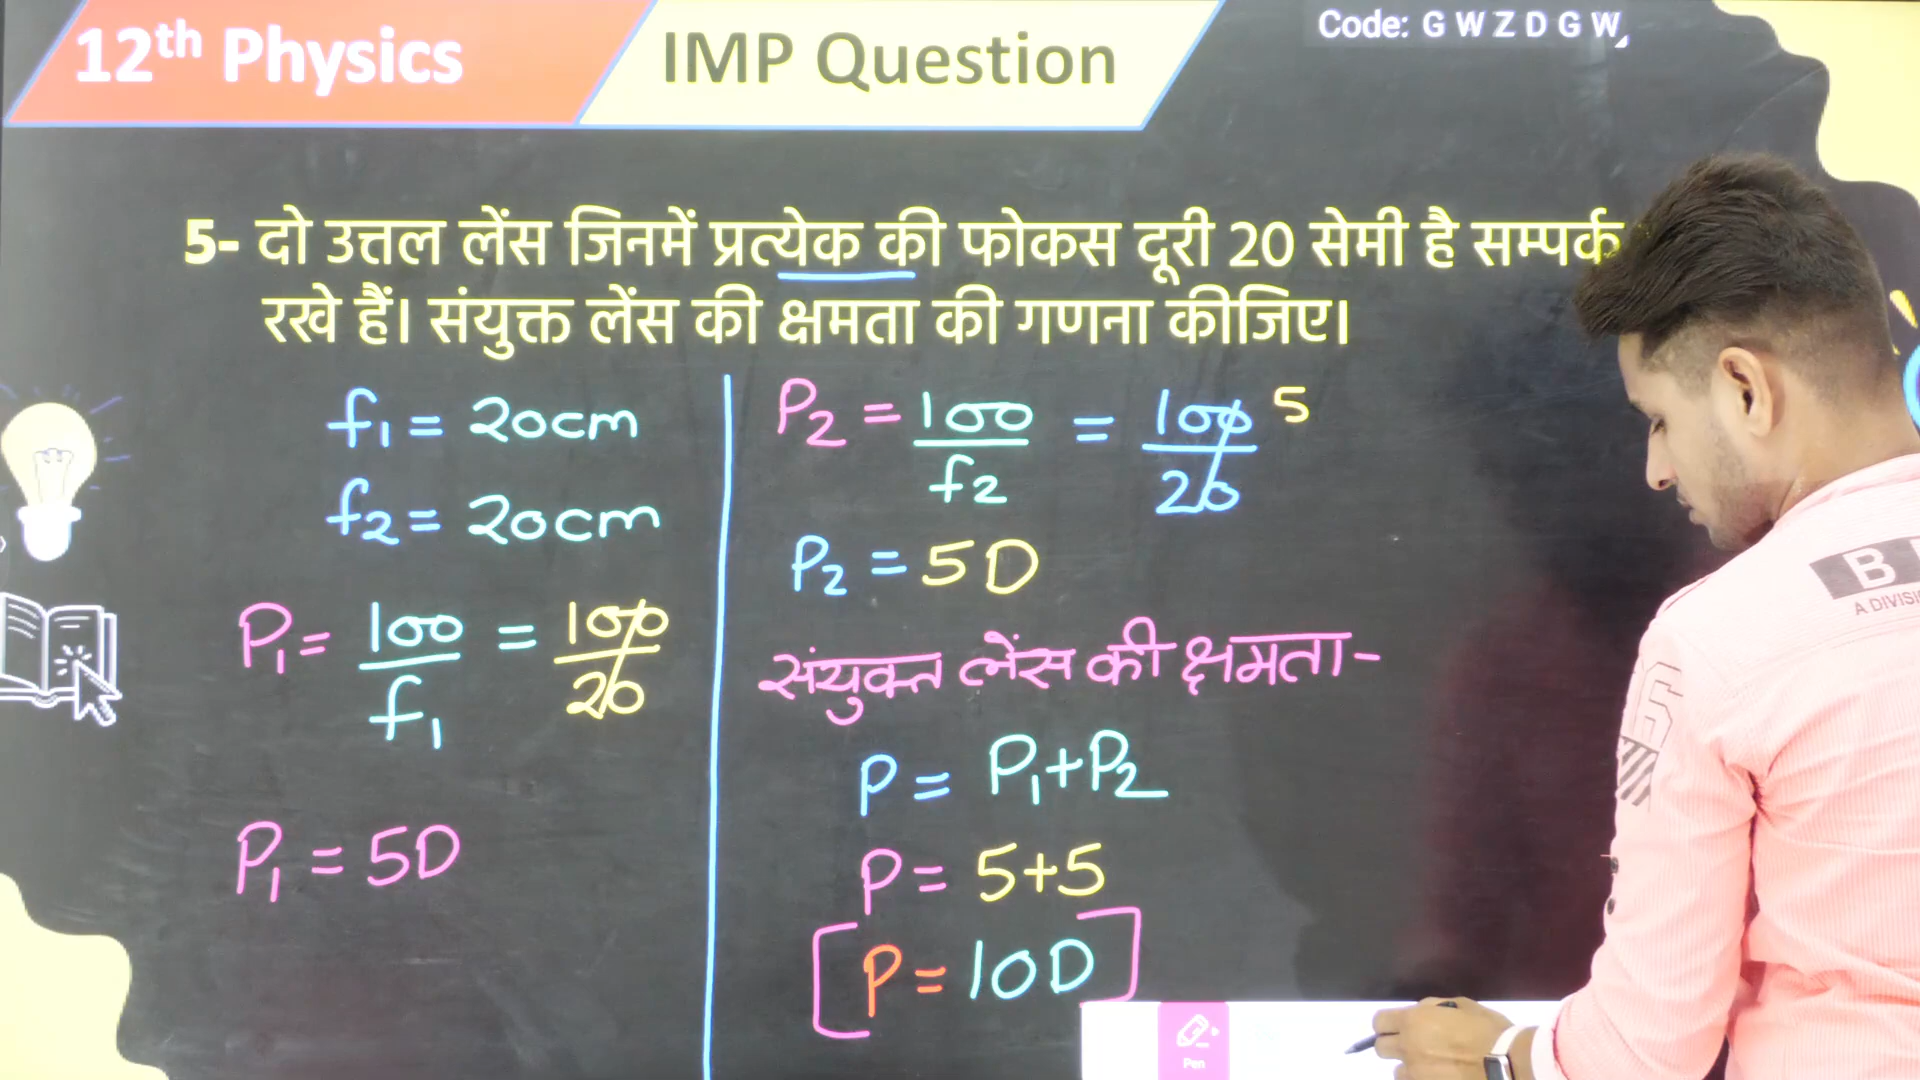 12th Physics
IMP Question
Code: G W Z D G W
5- दो उत्तल लेंस जिनमें प्रत्येक की फोकस दूरी 20 सेमी है सम्पर्क
रखे हैं। संयुक्त लेंस की क्षमता की गणना कीजिए।
f₁ = 20cm
f₂ = 20cm
P₁ = 100/f₁ = 100/20
P₁ = 5D
P₂ = 100/f₂ = 100/20 5
P₂ = 5D
संयुक्त लेंस की क्षमता-
P = P₁+P₂
P = 5+5
[P = 10D]
Pen